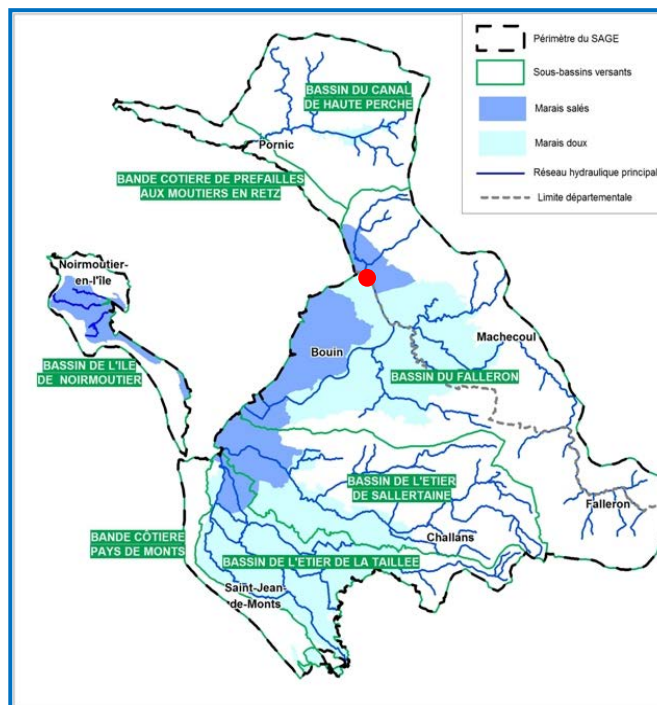 Périmètre du SAGE
Sous-bassins versants
Marais salés
Marais doux
Réseau hydraulique principal
Limite départementale
BASSIN DU CANAL
DE HAUTE PERCHE
Pornic
BANDE COTIERE DE PREFAILLES
AUX MOUTIERS EN RETZ
Noirmoutier-
en-l'île
BASSIN DE L'ILE
DE NOIRMOUTIER
Bouin
Machecoul
BASSIN DU FALLERON
BASSIN DE L'ETIER
DE SALLERTAINE
Falleron
Challans
BANDE CÔTIERE
PAYS DE MONTS
BASSIN DE L'ETIER DE LA TAILLEE
Saint-Jean-
de-Monts